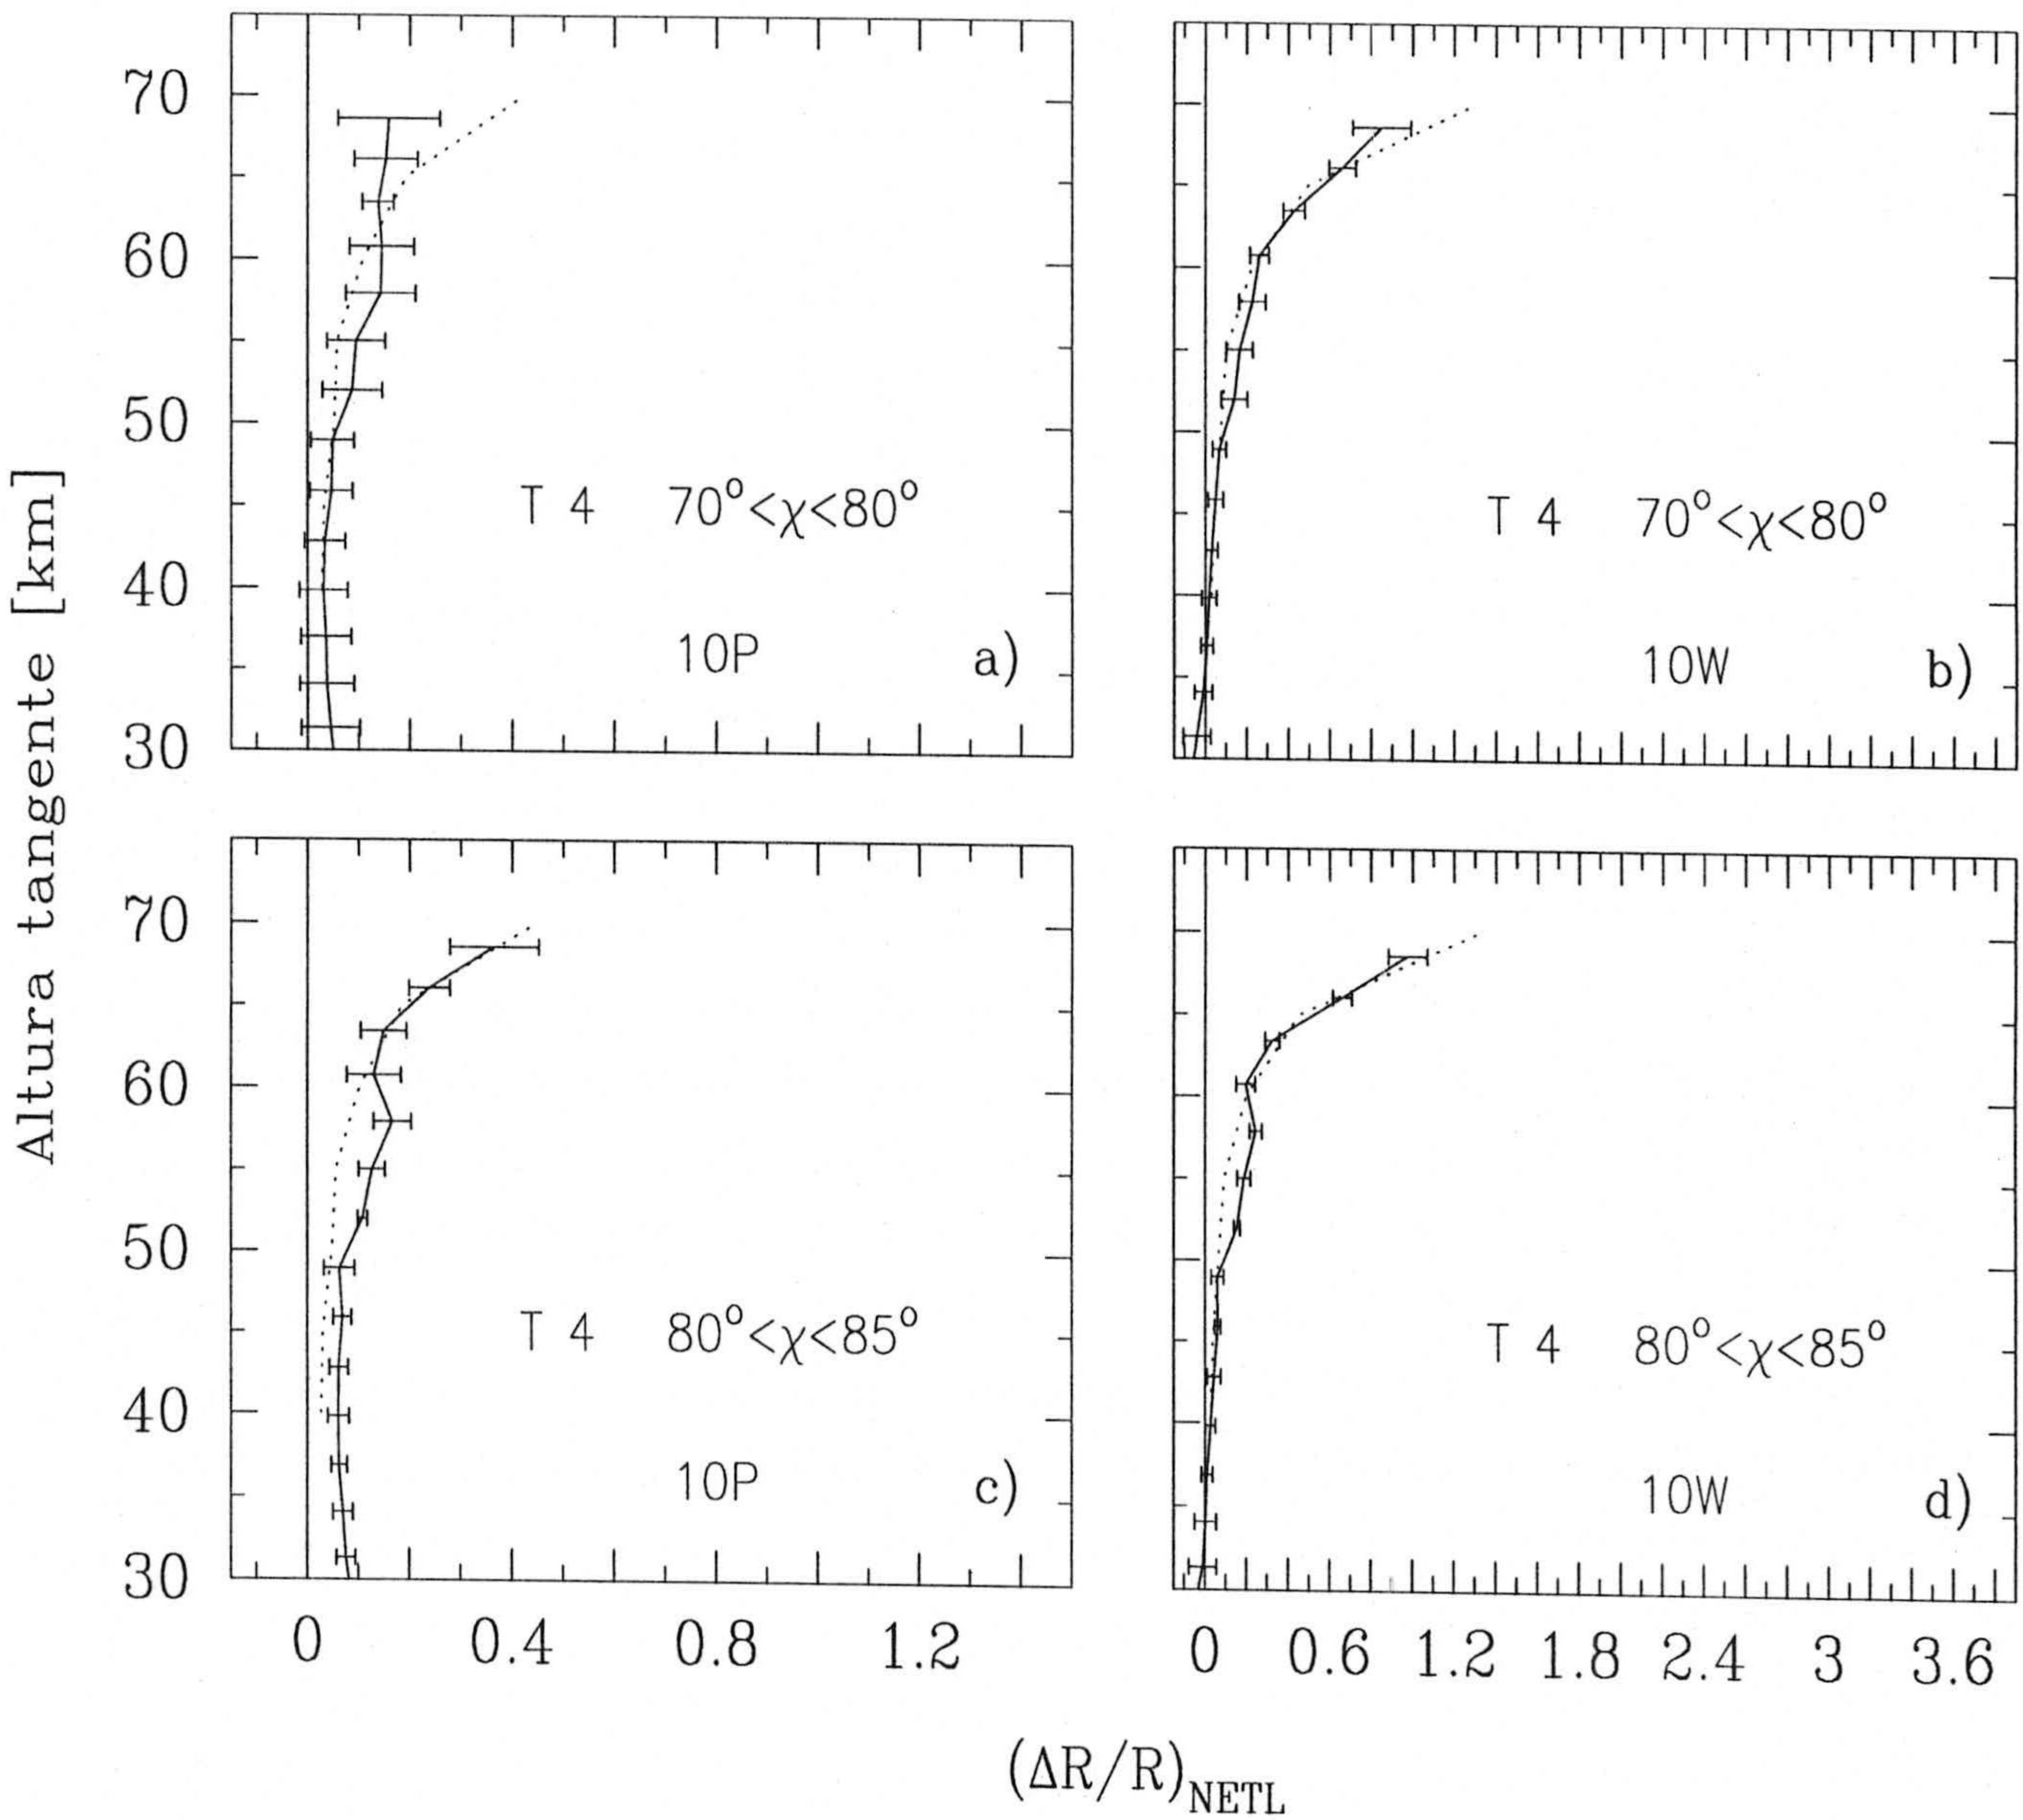 Altura tangente [km]
70
60
50
40
30
T 4 70°<χ<80°
10P a)
T 4 70°<χ<80°
10W b)
70
60
50
40
30
T 4 80°<χ<85°
10P c)
T 4 80°<χ<85°
10W d)
0 0.4 0.8 1.2
0 0.6 1.2 1.8 2.4 3 3.6
(ΔR/R)NETL